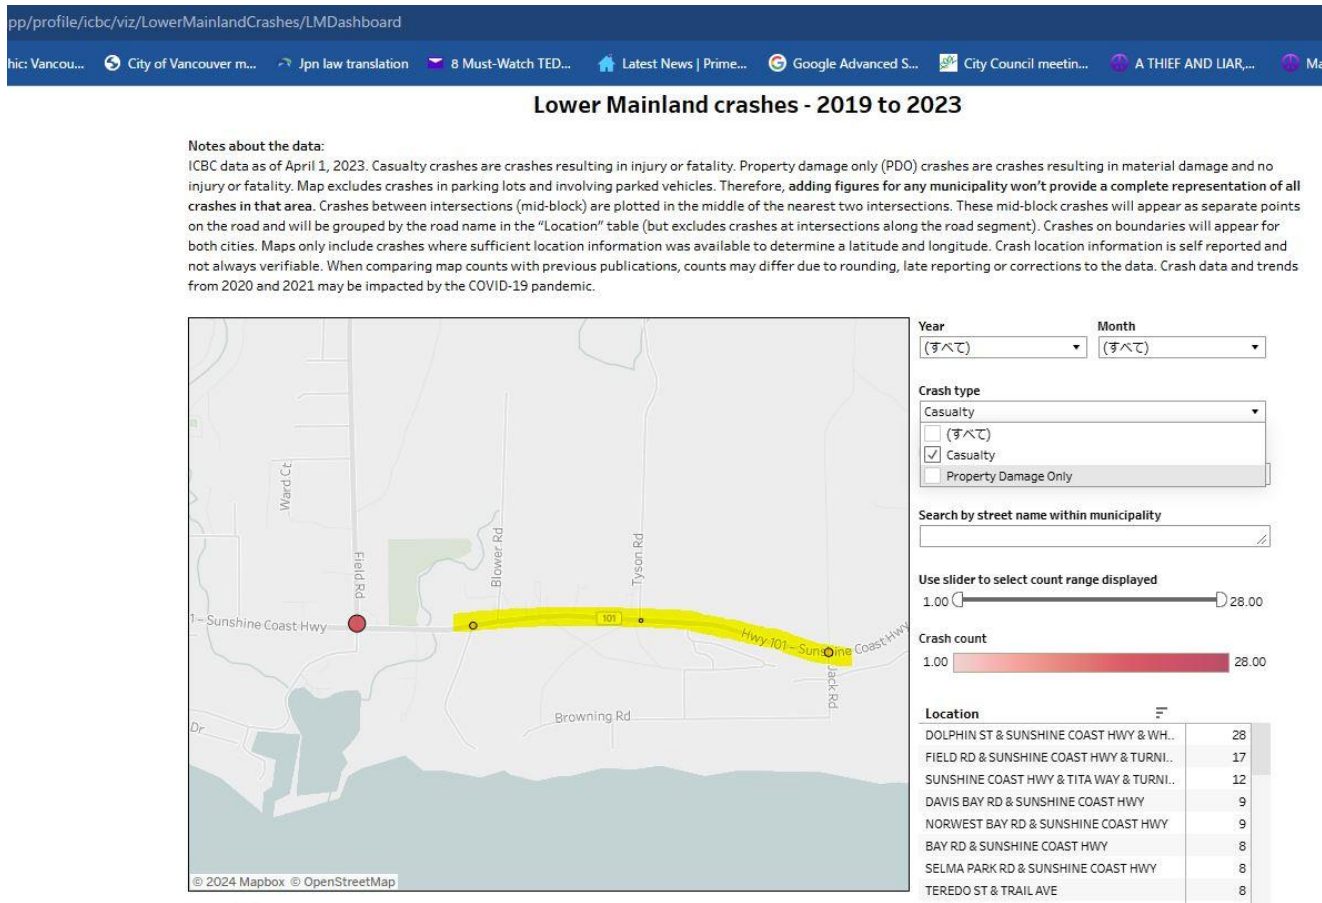 pp/profile/icbc/viz/LowerMainlandCrashes/LMDashboard
hic: Vancou... City of Vancouver m... Jpn law translation 8 Must-Watch TED... Latest News | Prime... Google Advanced S... City Council meetin... A THIEF AND LIAR,... Ma
Lower Mainland crashes - 2019 to 2023
Notes about the data:
ICBC data as of April 1, 2023. Casualty crashes are crashes resulting in injury or fatality. Property damage only (PDO) crashes are crashes resulting in material damage and no
injury or fatality. Map excludes crashes in parking lots and involving parked vehicles. Therefore, adding figures for any municipality won't provide a complete representation of all
crashes in that area. Crashes between intersections (mid-block) are plotted in the middle of the nearest two intersections. These mid-block crashes will appear as separate points
on the road and will be grouped by the road name in the "Location" table (but excludes crashes at intersections along the road segment). Crashes on boundaries will appear for
both cities. Maps only include crashes where sufficient location information was available to determine a latitude and longitude. Crash location information is self reported and
not always verifiable. When comparing map counts with previous publications, counts may differ due to rounding, late reporting or corrections to the data. Crash data and trends
from 2020 and 2021 may be impacted by the COVID-19 pandemic.
Ward Ct
Field Rd
Blower Rd
Tyson Rd
1 – Sunshine Coast Hwy
101
Hwy 101 – Sunshine Coast Hwy
Jack Rd
Browning Rd
Dr
© 2024 Mapbox © OpenStreetMap
Year Month
(すべて) (すべて)
Crash type
Casualty
(すべて)
Casualty
Property Damage Only
Search by street name within municipality
Use slider to select count range displayed
1.00 28.00
Crash count
1.00 28.00
Location
DOLPHIN ST & SUNSHINE COAST HWY & WH.. 28
FIELD RD & SUNSHINE COAST HWY & TURNI.. 17
SUNSHINE COAST HWY & TITA WAY & TURNI.. 12
DAVIS BAY RD & SUNSHINE COAST HWY 9
NORWEST BAY RD & SUNSHINE COAST HWY 9
BAY RD & SUNSHINE COAST HWY 8
SELMA PARK RD & SUNSHINE COAST HWY 8
TEREDO ST & TRAIL AVE 8